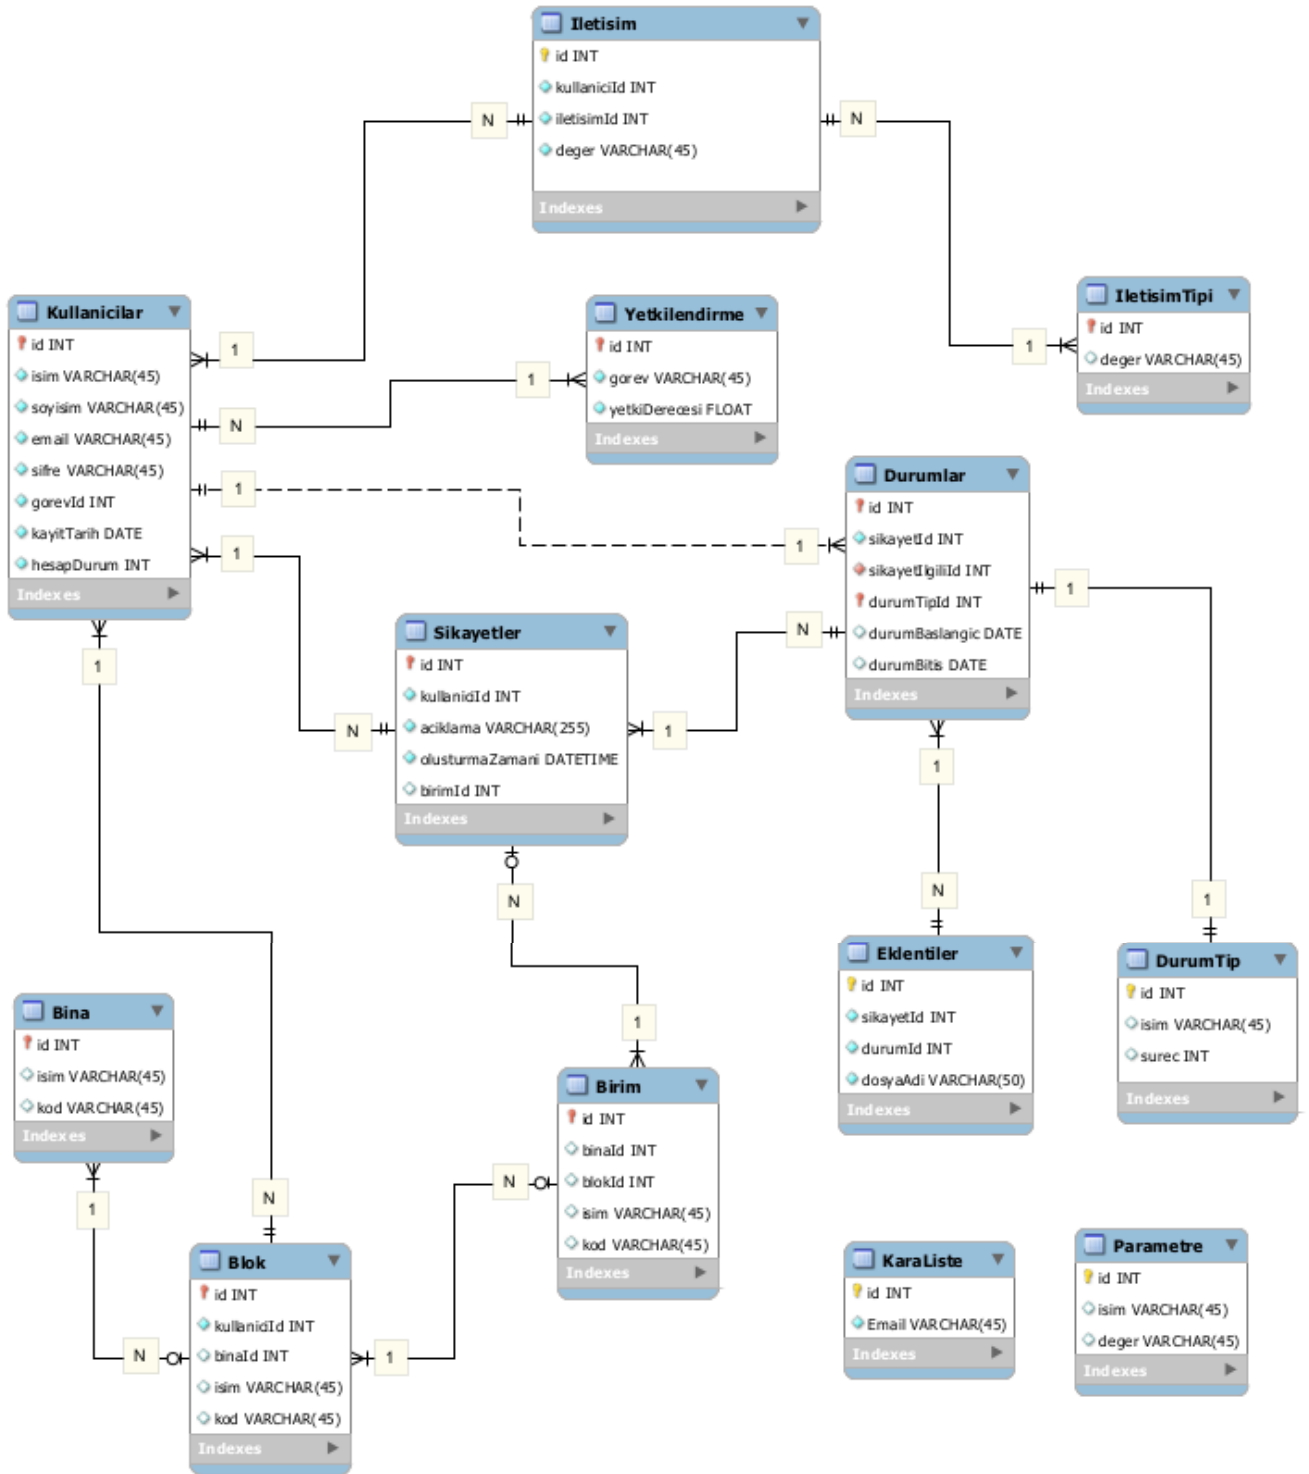 Iletisim
id INT
kullaniciId INT
iletisimId INT
deger VARCHAR(45)
Indexes
N
N
Kullanicilar
id INT
isim VARCHAR(45)
soyisim VARCHAR(45)
email VARCHAR(45)
sifre VARCHAR(45)
gorevId INT
kayitTarih DATE
hesapDurum INT
Indexes
1
N
1
1
1
Yetkilendirme
id INT
gorev VARCHAR(45)
yetkiDerecesi FLOAT
Indexes
1
IletisimTipi
id INT
deger VARCHAR(45)
Indexes
1
Durumlar
id INT
sikayetId INT
sikayetIlgiliId INT
durumTipId INT
durumBaslangic DATE
durumBitis DATE
Indexes
1
N
1
1
Sikayetler
id INT
kullaniciId INT
aciklama VARCHAR(255)
olusturmaZamani DATETIME
birimId INT
Indexes
N
1
N
Eklentiler
id INT
sikayetId INT
durumId INT
dosyaAdi VARCHAR(50)
Indexes
N
DurumTip
id INT
isim VARCHAR(45)
surec INT
Indexes
1
Bina
id INT
isim VARCHAR(45)
kod VARCHAR(45)
Indexes
1
Birim
id INT
binaId INT
blokId INT
isim VARCHAR(45)
kod VARCHAR(45)
Indexes
1
N
Blok
id INT
kullaniciId INT
binaId INT
isim VARCHAR(45)
kod VARCHAR(45)
Indexes
N
N
1
KaraListe
id INT
Email VARCHAR(45)
Indexes
Parametre
id INT
isim VARCHAR(45)
deger VARCHAR(45)
Indexes